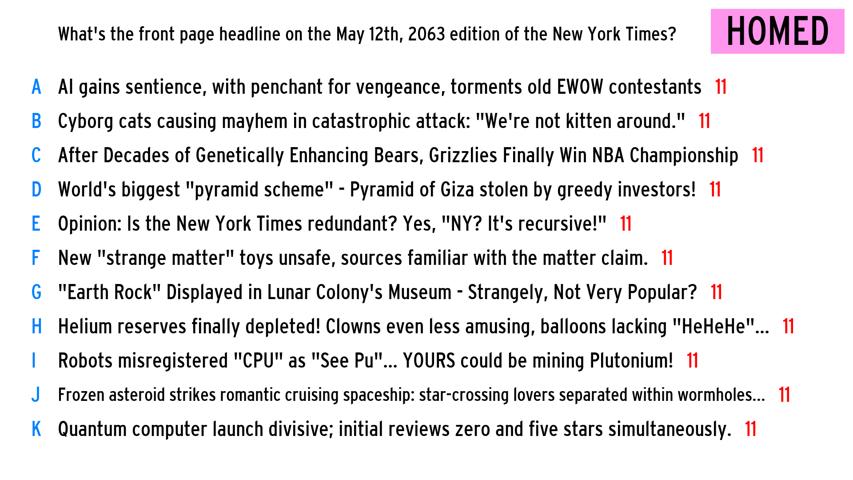 What's the front page headline on the May 12th, 2063 edition of the New York Times?
HOMED
A AI gains sentience, with penchant for vengeance, torments old EWOW contestants 11
B Cyborg cats causing mayhem in catastrophic attack: "We're not kitten around." 11
C After Decades of Genetically Enhancing Bears, Grizzlies Finally Win NBA Championship 11
D World's biggest "pyramid scheme" - Pyramid of Giza stolen by greedy investors! 11
E Opinion: Is the New York Times redundant? Yes, "NY? It's recursive!" 11
F New "strange matter" toys unsafe, sources familiar with the matter claim. 11
G "Earth Rock" Displayed in Lunar Colony's Museum - Strangely, Not Very Popular? 11
H Helium reserves finally depleted! Clowns even less amusing, balloons lacking "HeHeHe"... 11
I Robots misregistered "CPU" as "See Pu"... YOURS could be mining Plutonium! 11
J Frozen asteroid strikes romantic cruising spaceship: star-crossing lovers separated within wormholes... 11
K Quantum computer launch divisive; initial reviews zero and five stars simultaneously. 11